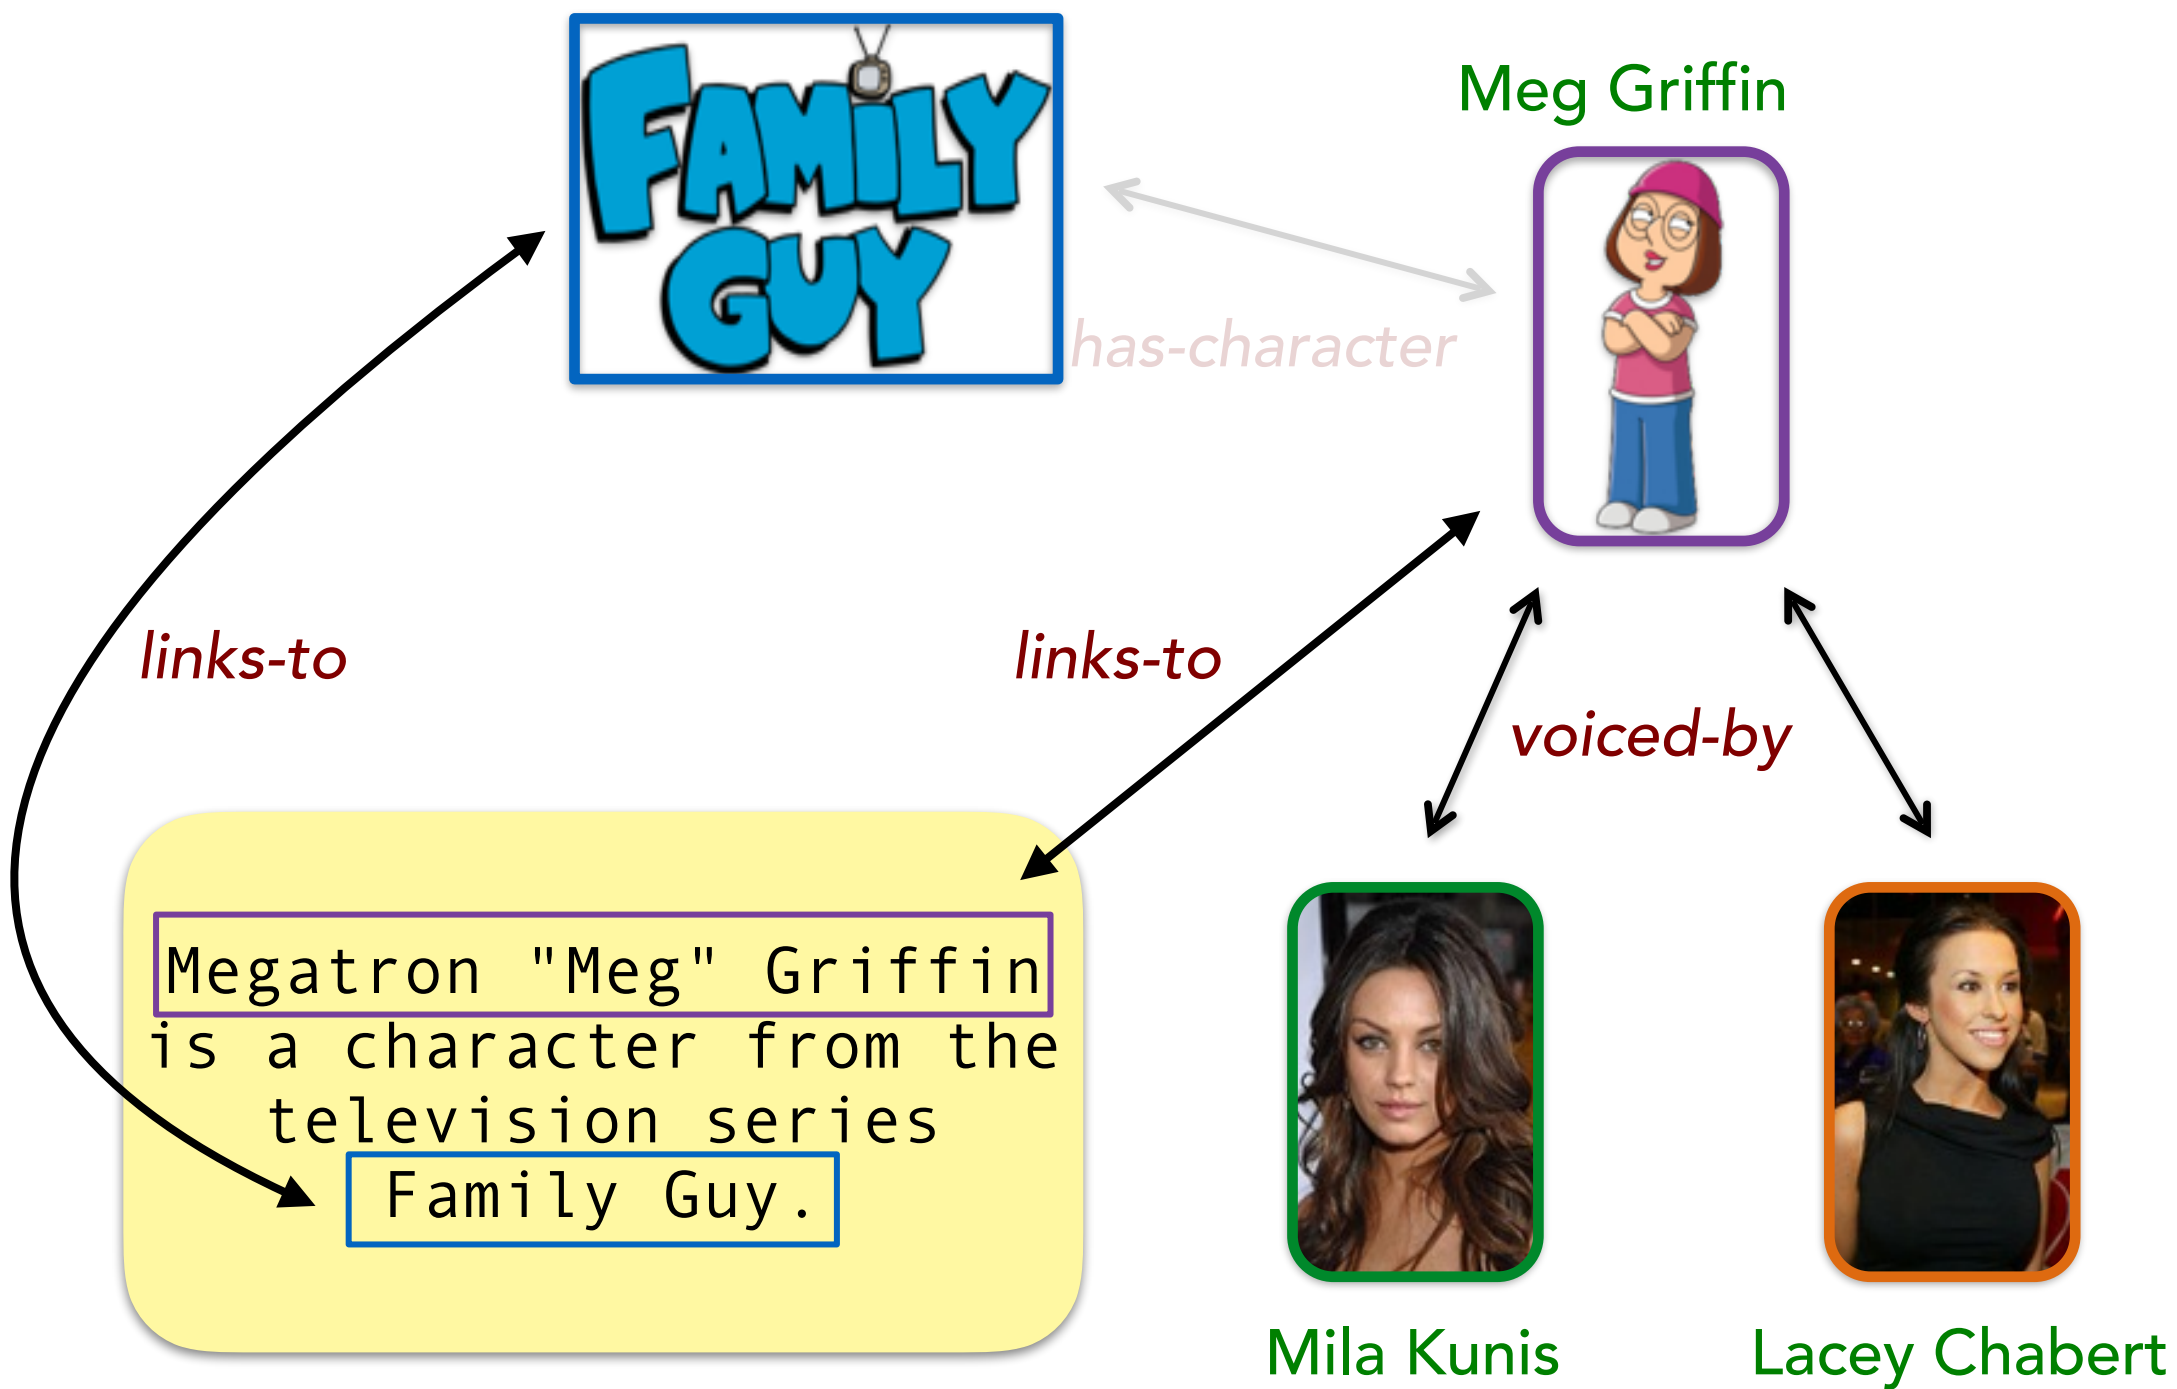 FAMiLY
GUY
Meg Griffin
has-character
links-to
links-to
voiced-by
Megatron "Meg" Griffin
is a character from the
television series
Family Guy.
Mila Kunis
Lacey Chabert